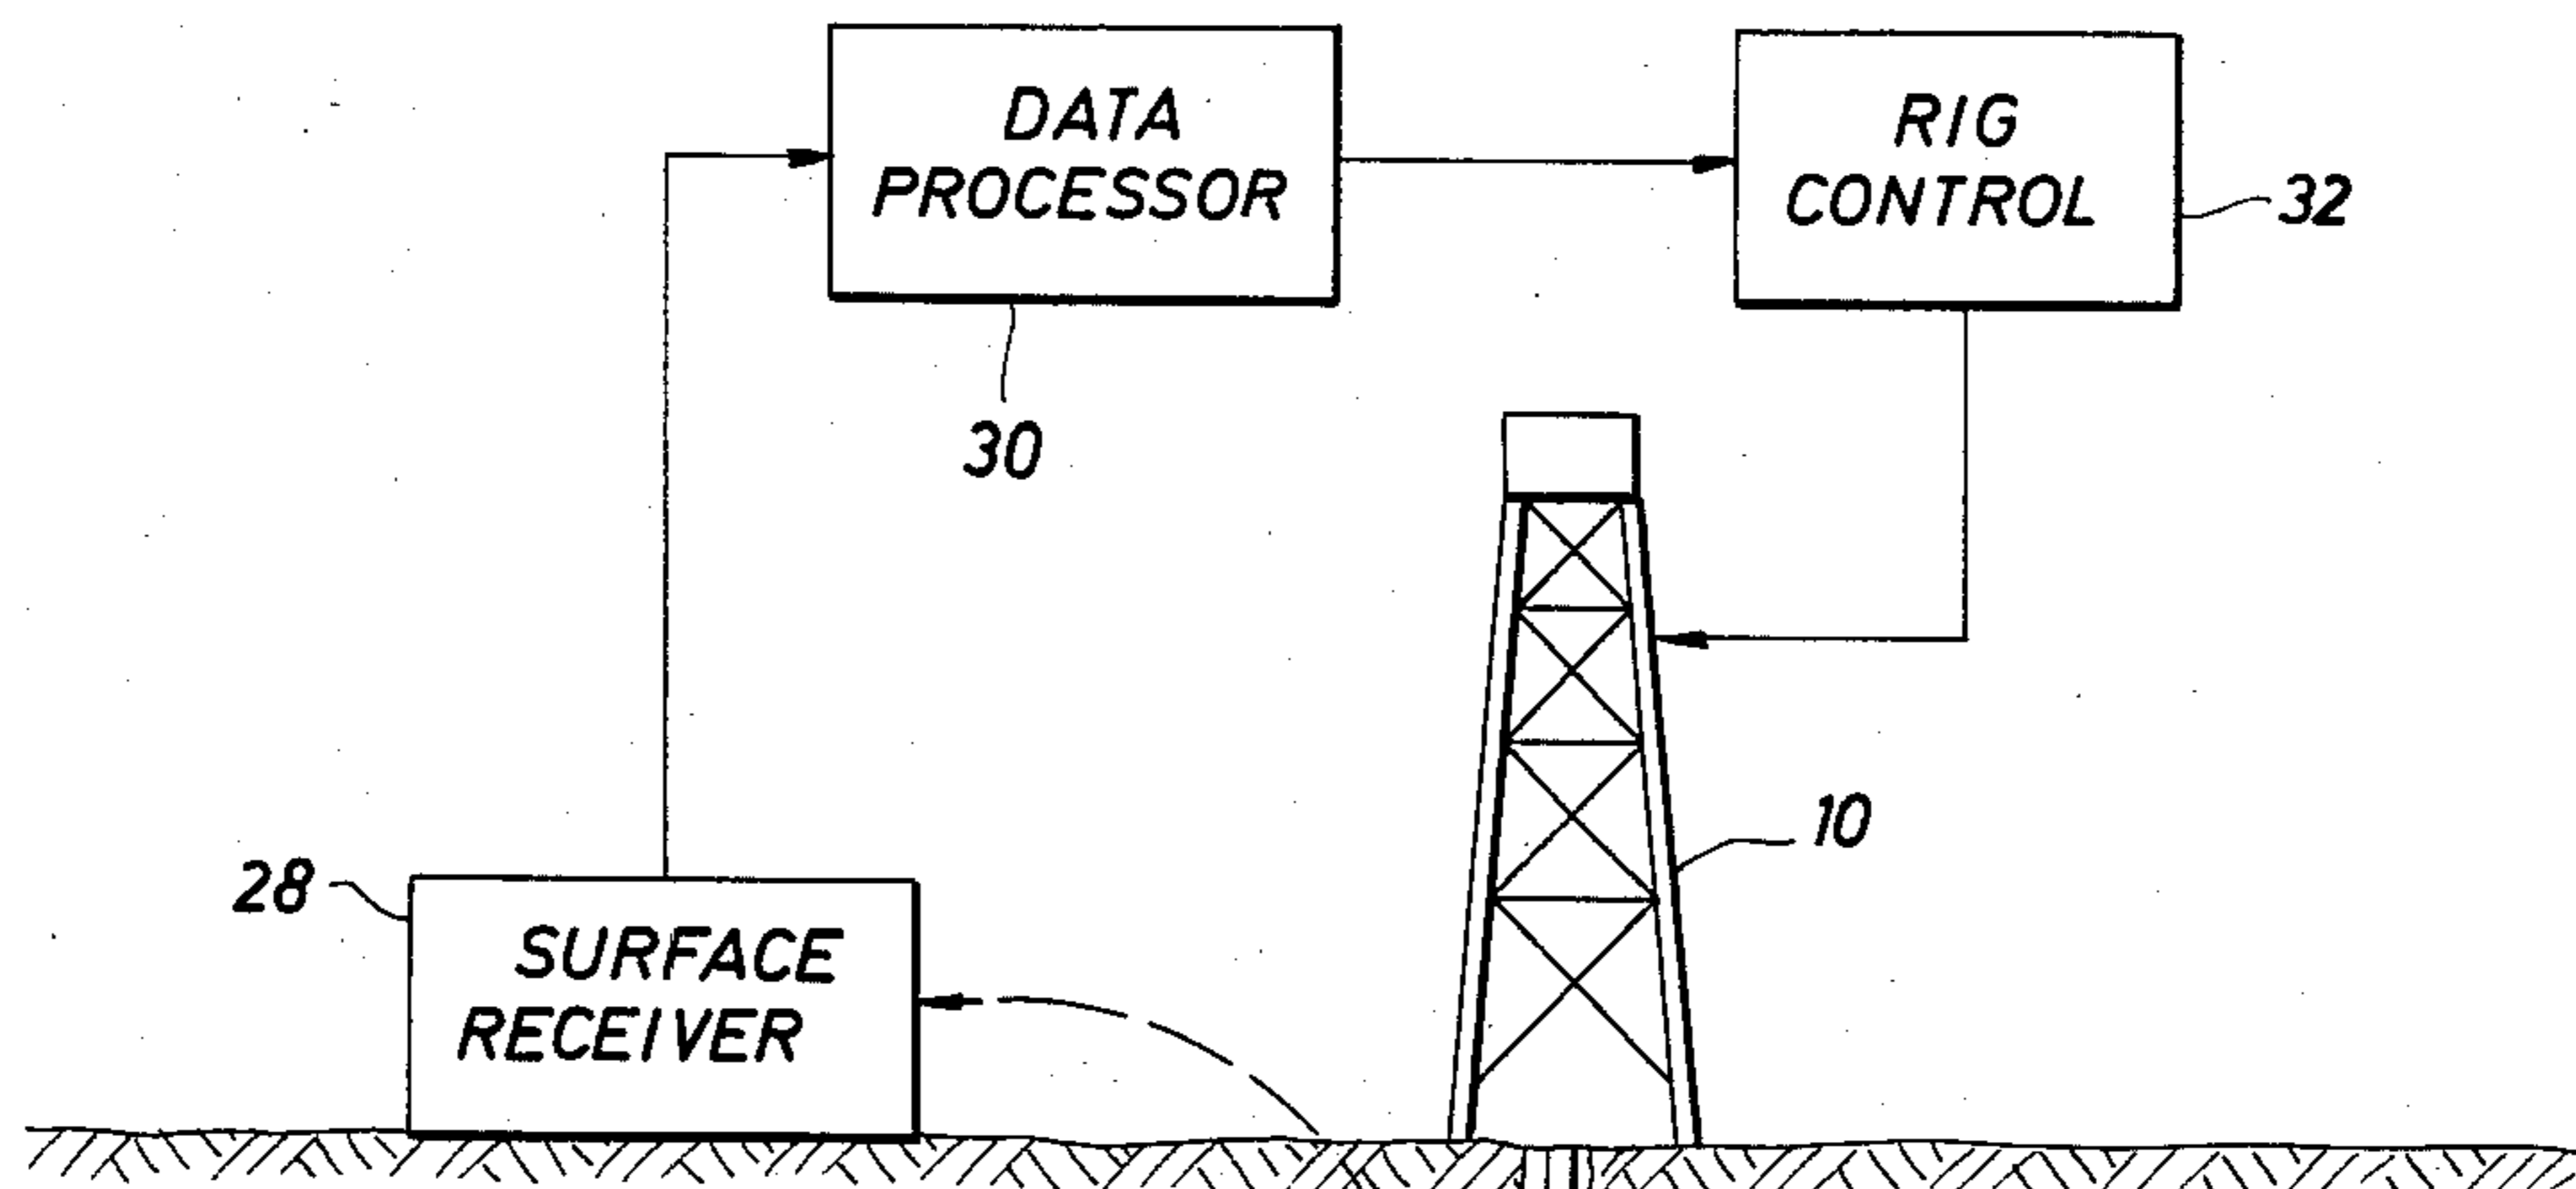 DATA
PROCESSOR
RIG
CONTROL
32
30
10
28
SURFACE
RECEIVER